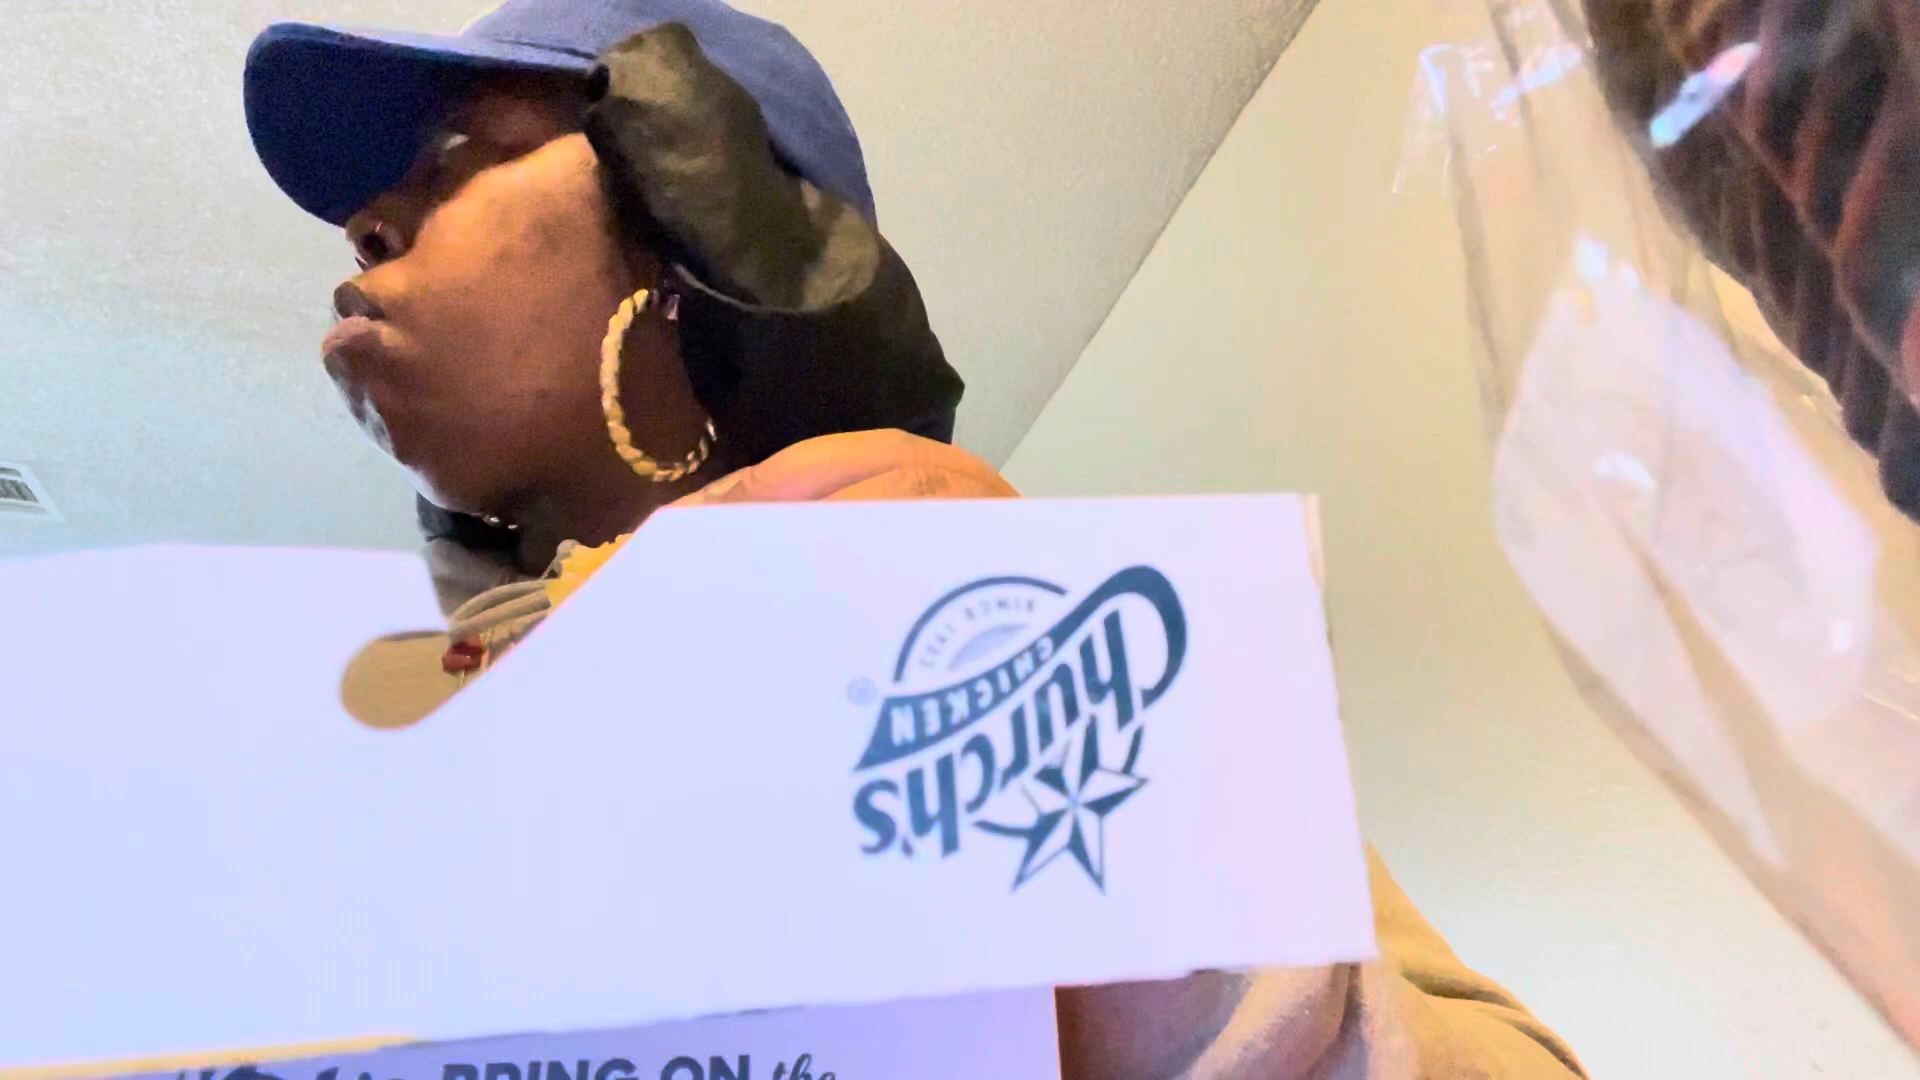 Church's
CHICKEN
SINCE 1952
®
BRING ON the